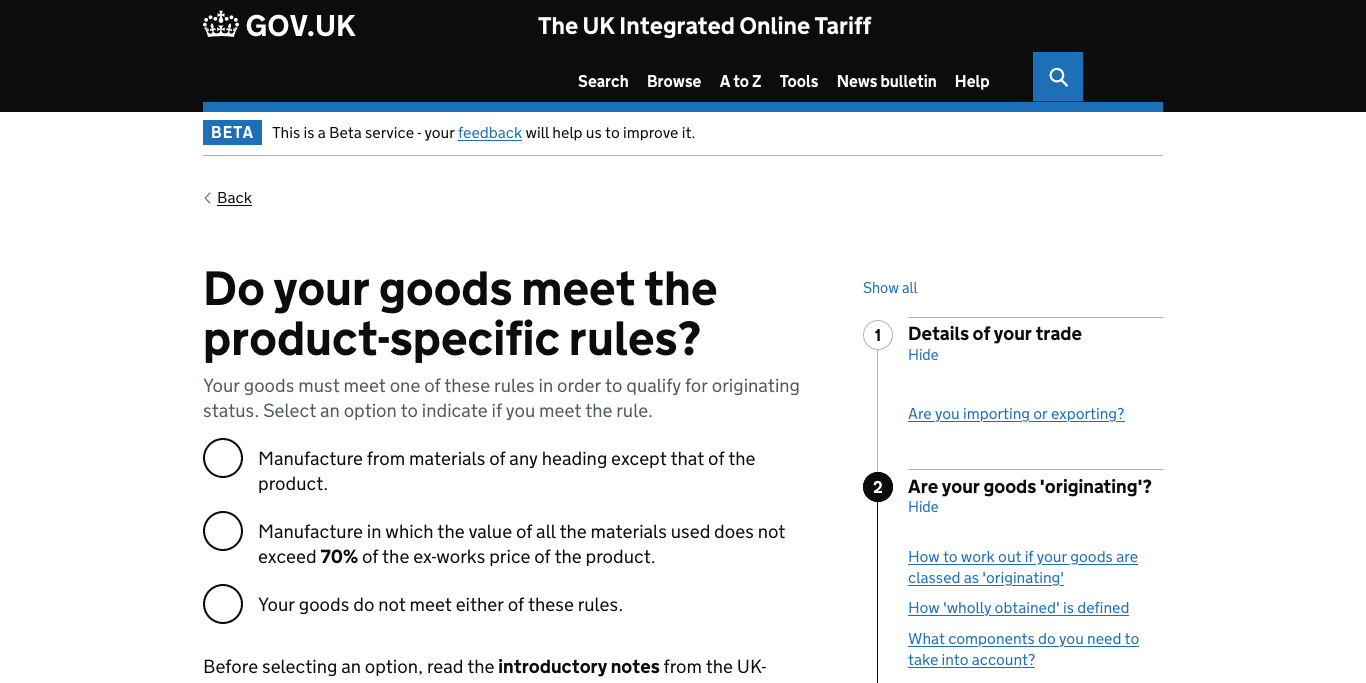 GOV.UK
The UK Integrated Online Tariff
Search Browse A to Z Tools News bulletin Help
BETA This is a Beta service - your feedback will help us to improve it.
Back
Do your goods meet the
product-specific rules?
Your goods must meet one of these rules in order to qualify for originating
status. Select an option to indicate if you meet the rule.
Manufacture from materials of any heading except that of the
product.
Manufacture in which the value of all the materials used does not
exceed 70% of the ex-works price of the product.
Your goods do not meet either of these rules.
Before selecting an option, read the introductory notes from the UK-
Show all
1 Details of your trade
Hide
Are you importing or exporting?
2 Are your goods 'originating'?
Hide
How to work out if your goods are
classed as 'originating'
How 'wholly obtained' is defined
What components do you need to
take into account?